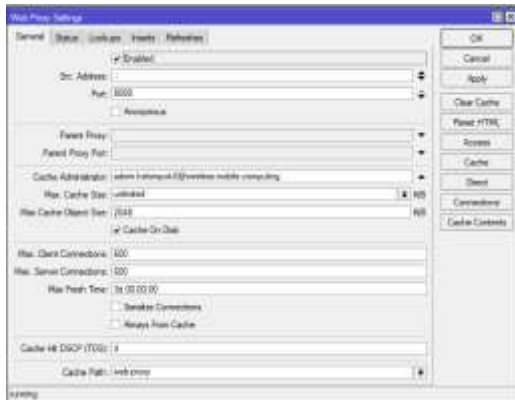 Web Proxy Settings
General Status Lookups Inserts Refreshes
Enabled
Src. Address:
Port: 8080
Anonymous
Parent Proxy:
Parent Proxy Port:
Cache Administrator:
Max. Cache Size: unlimited KiB
Max Cache Object Size: 2048 KiB
Cache On Disk
Max. Client Connections: 600
Max. Server Connections: 600
Max Fresh Time: 3d 00:00:00
Serialize Connections
Always From Cache
Cache Hit DSCP (TOS): 4
Cache Path: web-proxy
running
OK
Cancel
Apply
Clear Cache
Reset HTML
Access
Cache
Direct
Connections
Cache Contents